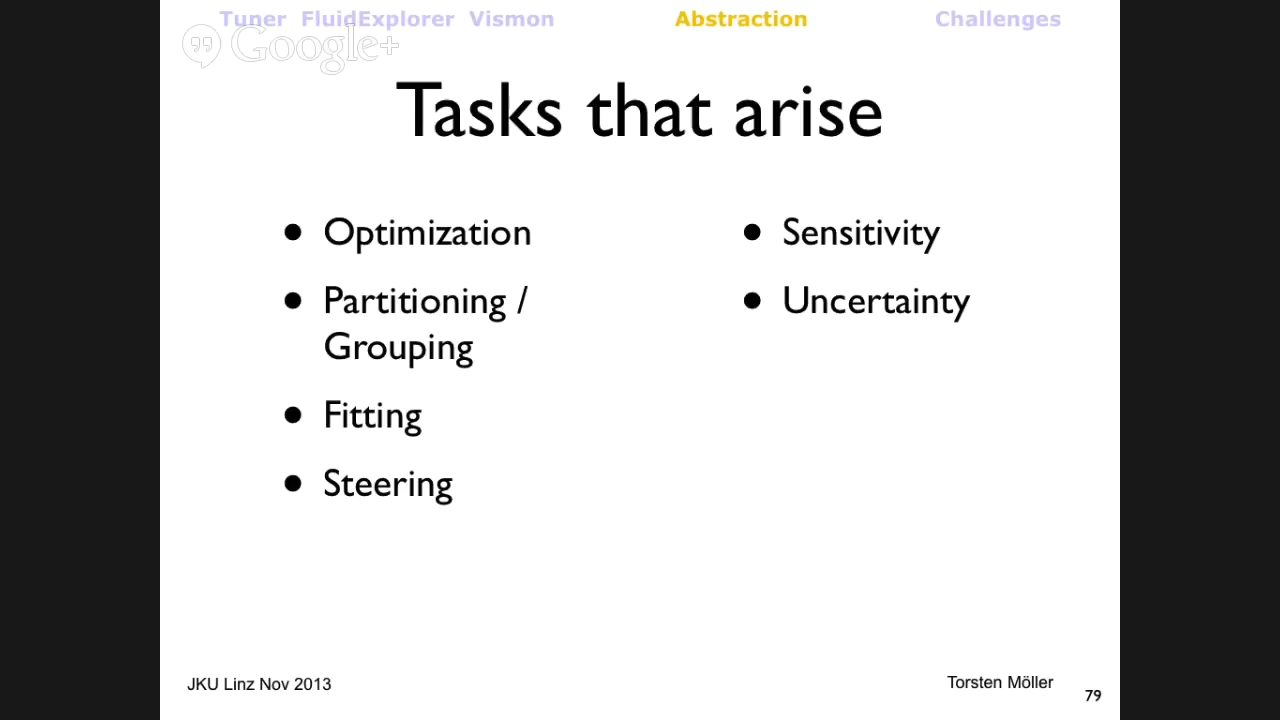 Tuner FluidExplorer Vismon Abstraction Challenges
Google+
Tasks that arise
• Optimization
• Partitioning /
Grouping
• Fitting
• Steering
• Sensitivity
• Uncertainty
JKU Linz Nov 2013
Torsten Möller
79